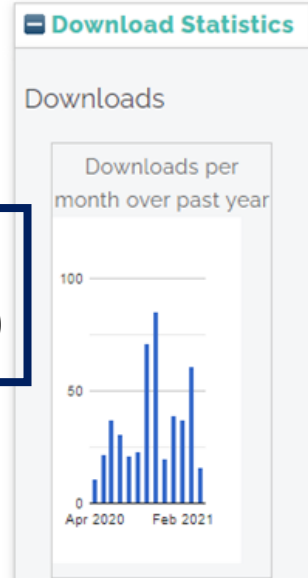 Download Statistics
Downloads
Downloads per
month over past year
100
50
0
Apr 2020 Feb 2021
)